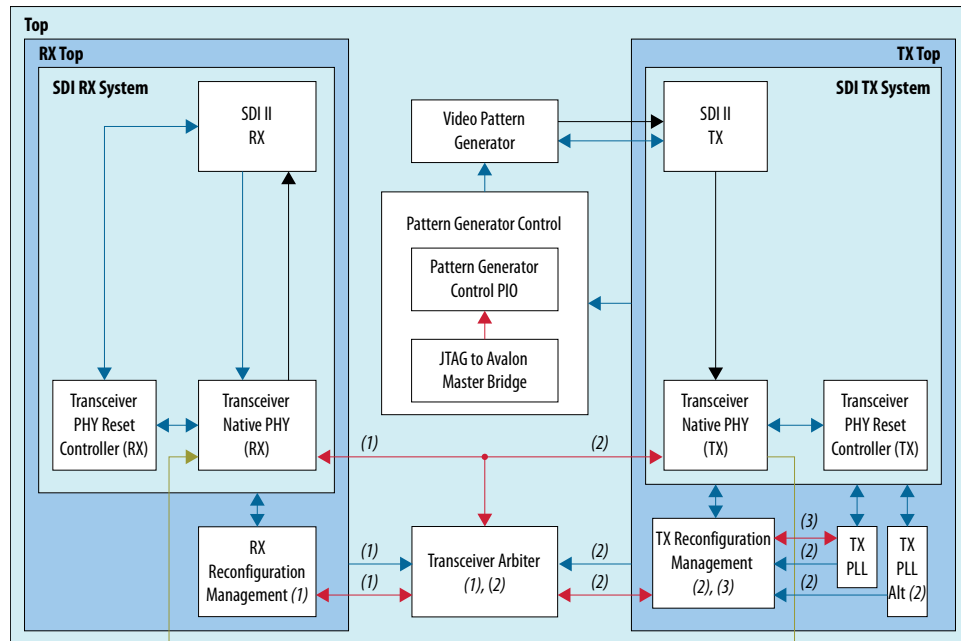 Top
RX Top
SDI RX System
SDI II
RX
Transceiver
PHY Reset
Controller (RX)
Transceiver
Native PHY
(RX)
RX
Reconfiguration
Management (1)
Video Pattern
Generator
Pattern Generator Control
Pattern Generator
Control PIO
JTAG to Avalon
Master Bridge
(1)
(2)
(1)
(1)
Transceiver Arbiter
(1), (2)
(2)
(2)
TX Top
SDI TX System
SDI II
TX
Transceiver
Native PHY
(TX)
Transceiver
PHY Reset
Controller (TX)
TX Reconfiguration
Management
(2), (3)
(3)
(2)
(2)
TX
PLL
TX
PLL
Alt (2)